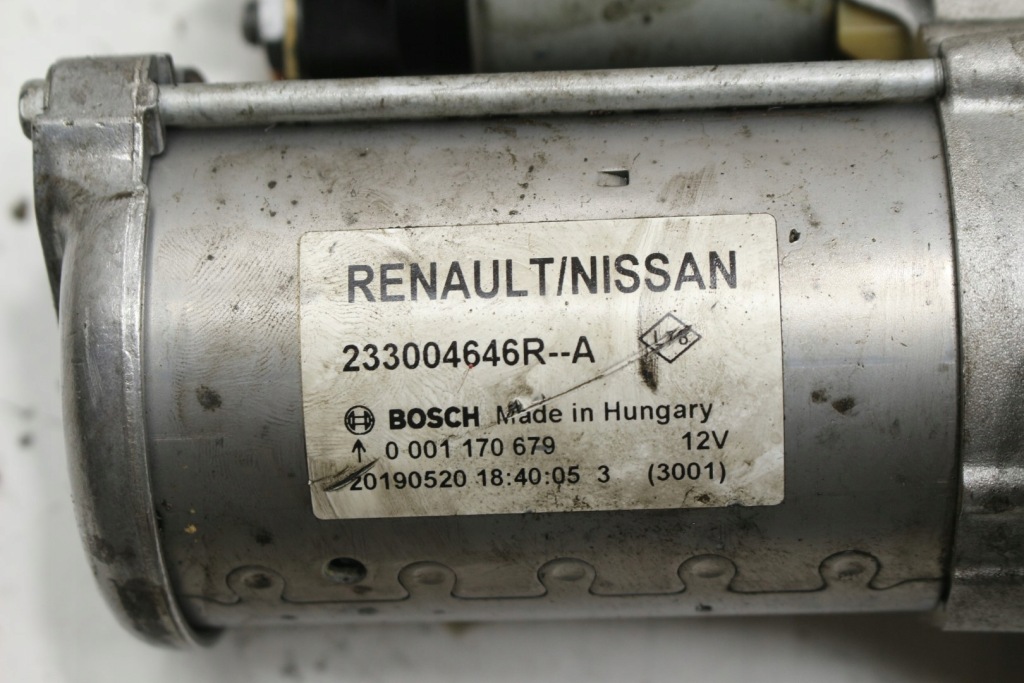 RENAULT/NISSAN
233004646R--A
BOSCH Made in Hungary
↑ 0 001 170 679 12V
20190520 18:40:05 3 (3001)